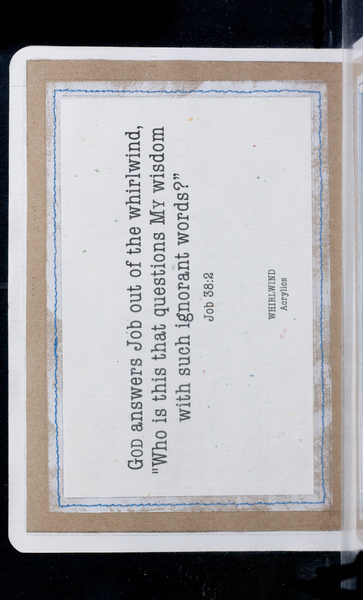 GOD answers Job out of the whirlwind,
"Who is this that questions MY wisdom
with such ignorant words?”
Job 38:2
WHIRLWIND
Acrylics